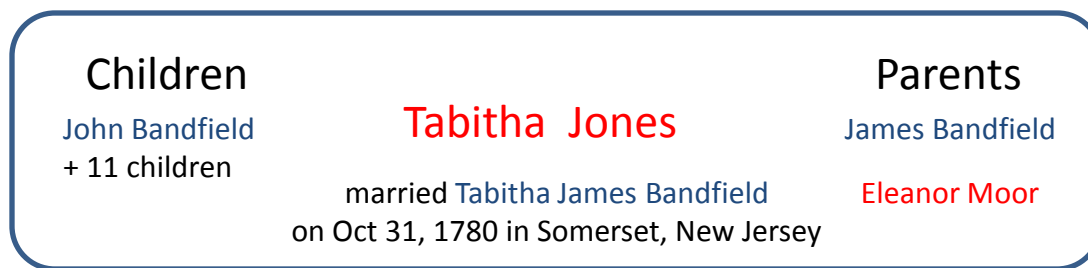 Children
John Bandfield
+ 11 children
Tabitha Jones
married Tabitha James Bandfield
on Oct 31, 1780 in Somerset, New Jersey
Parents
James Bandfield
Eleanor Moor